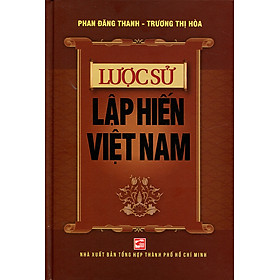 PHAN ĐĂNG THANH - TRƯƠNG THỊ HÒA
LƯỢC SỬ
LẬP HIẾN
VIỆT NAM
NHÀ XUẤT BẢN TỔNG HỢP THÀNH PHỐ HỒ CHÍ MINH